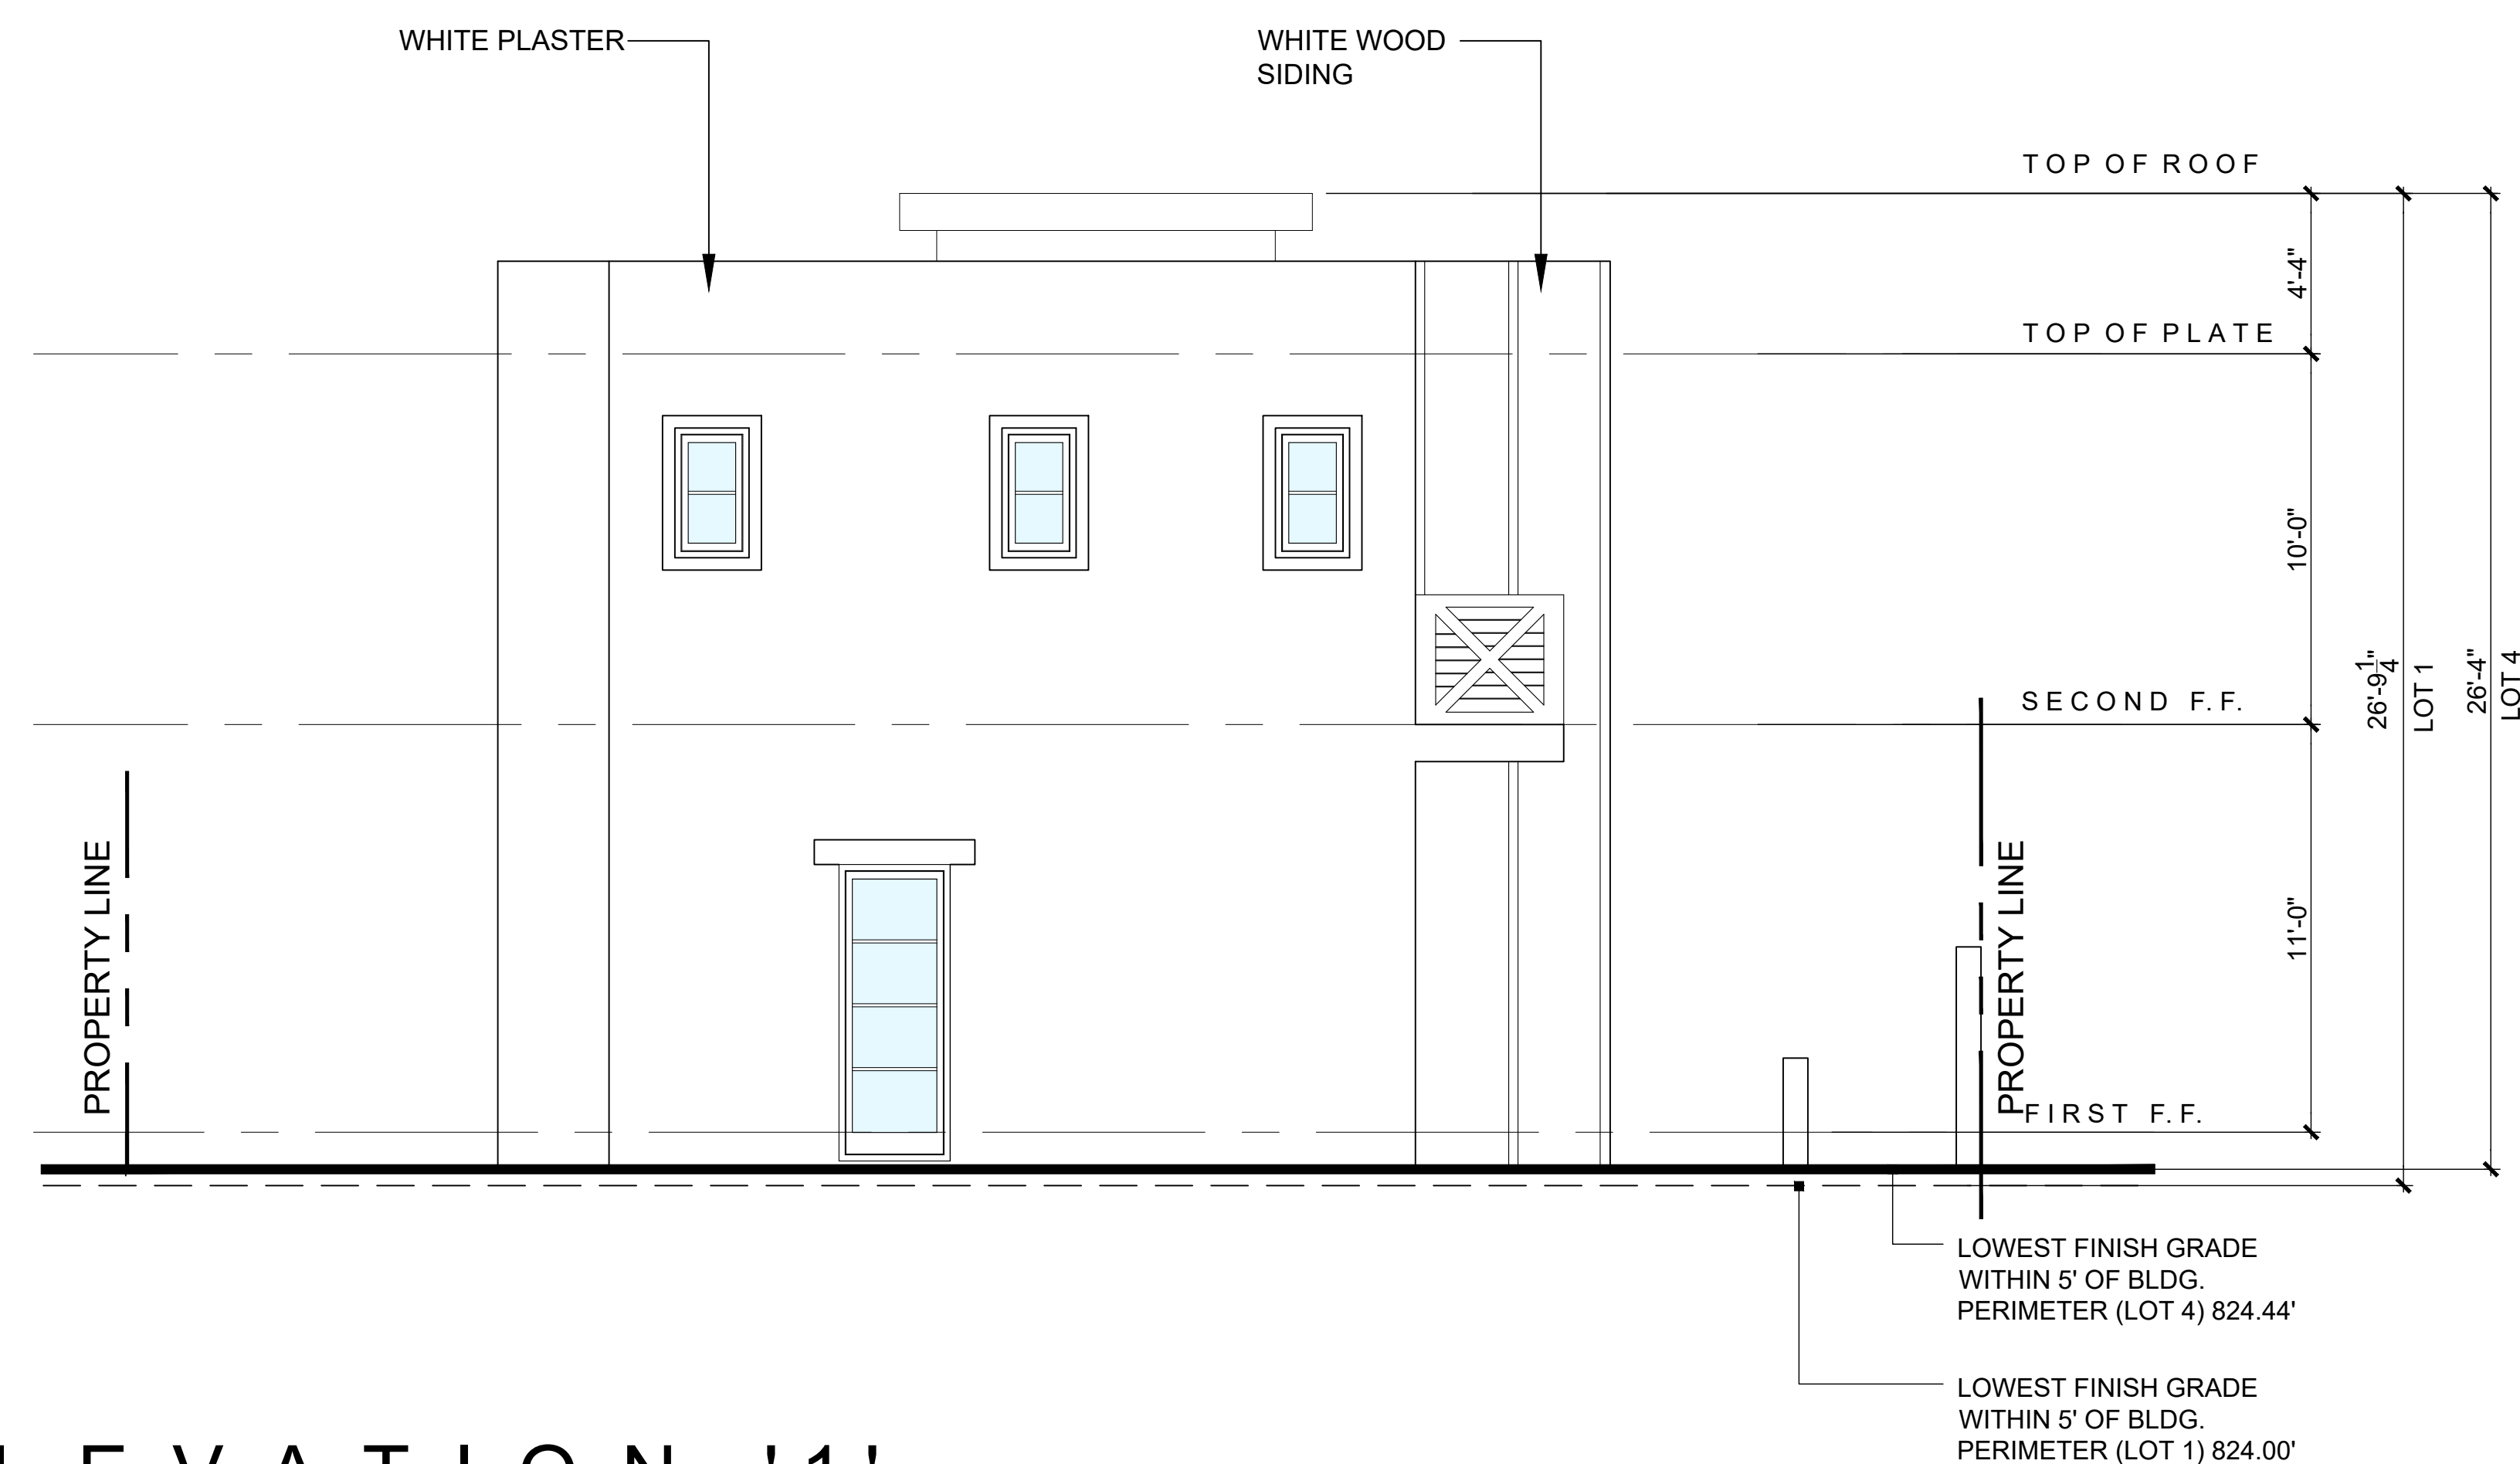 WHITE PLASTER
WHITE WOOD
SIDING
TOP OF ROOF
4'-4"
TOP OF PLATE
10'-0"
SECOND F.F.
26'-9 1/4"
LOT 1
26'-4"
LOT 4
11'-0"
PROPERTY LINE
PROPERTY LINE
FIRST F.F.
LOWEST FINISH GRADE
WITHIN 5' OF BLDG.
PERIMETER (LOT 4) 824.44'
LOWEST FINISH GRADE
WITHIN 5' OF BLDG.
PERIMETER (LOT 1) 824.00'
EVATION '1'